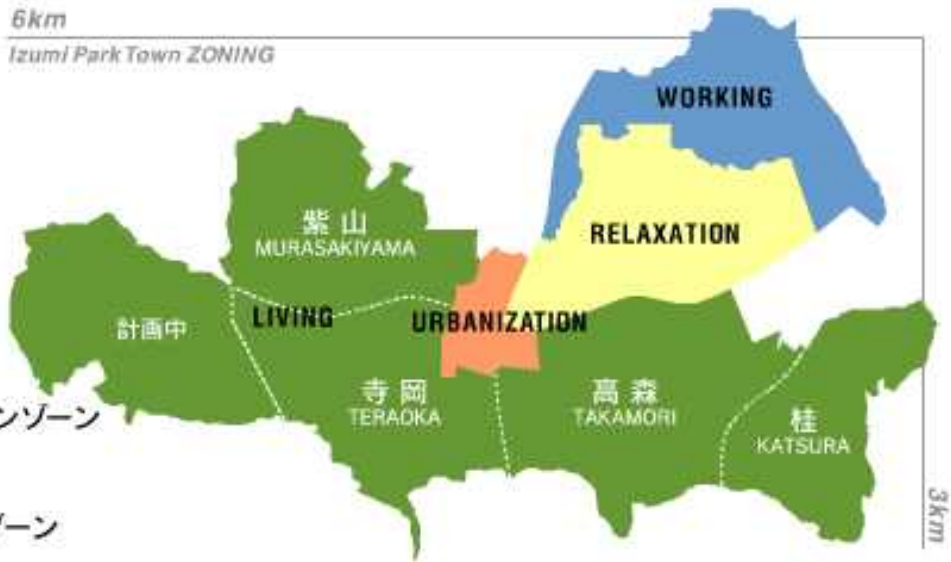 6km
Izumi Park Town ZONING
WORKING
紫山
MURASAKIYAMA
RELAXATION
計画中
LIVING
URBANIZATION
寺岡
TERAOKA
高森
TAKAMORI
桂
KATSURA
ンゾーン
ゾーン
3km